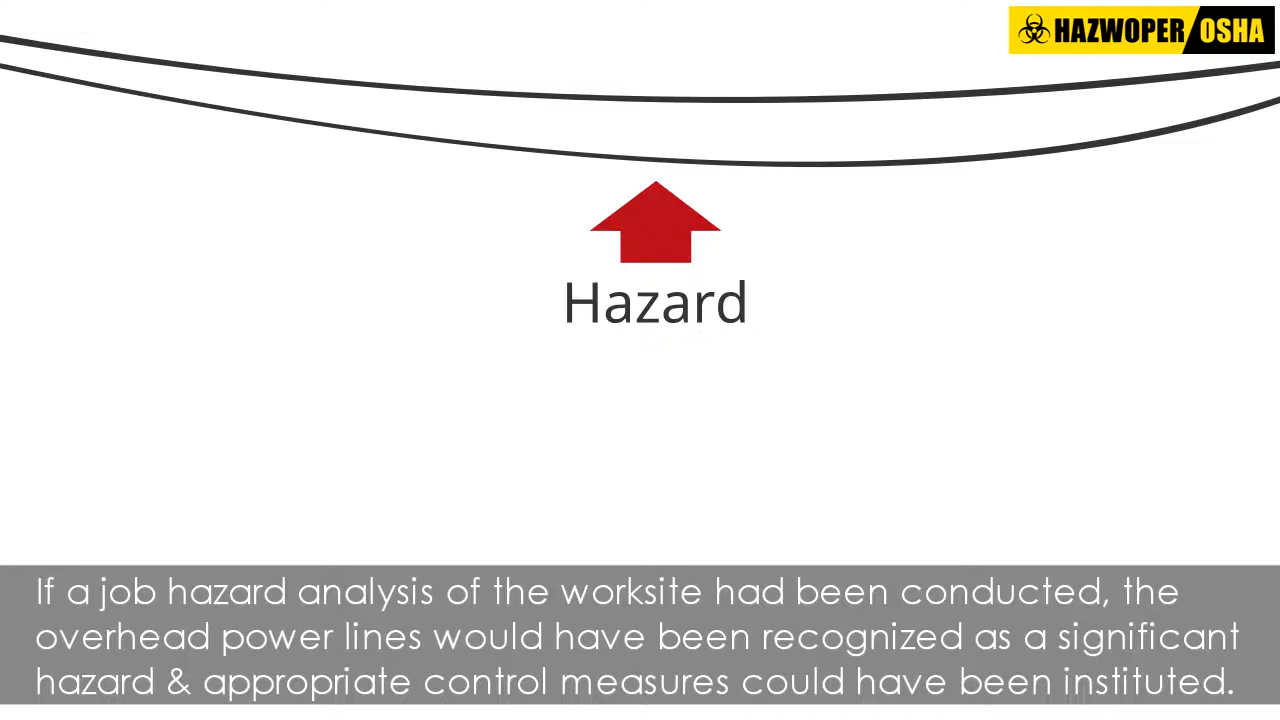 HAZWOPER OSHA
Hazard
If a job hazard analysis of the worksite had been conducted, the
overhead power lines would have been recognized as a significant
hazard & appropriate control measures could have been instituted.